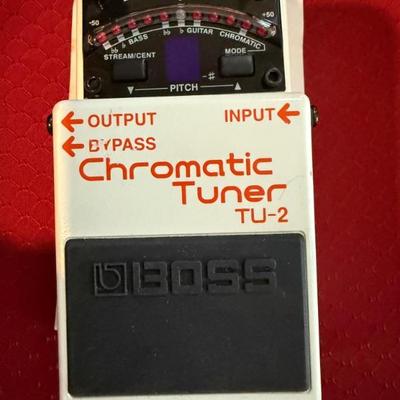 -50 +50
♭♭ ♭ BASS ♭♭ ♭ GUITAR CHROMATIC
STREAM/CENT MODE
-♯
▼ PITCH ▲
← OUTPUT INPUT ←
← BYPASS
Chromatic
Tuner
TU-2
BOSS